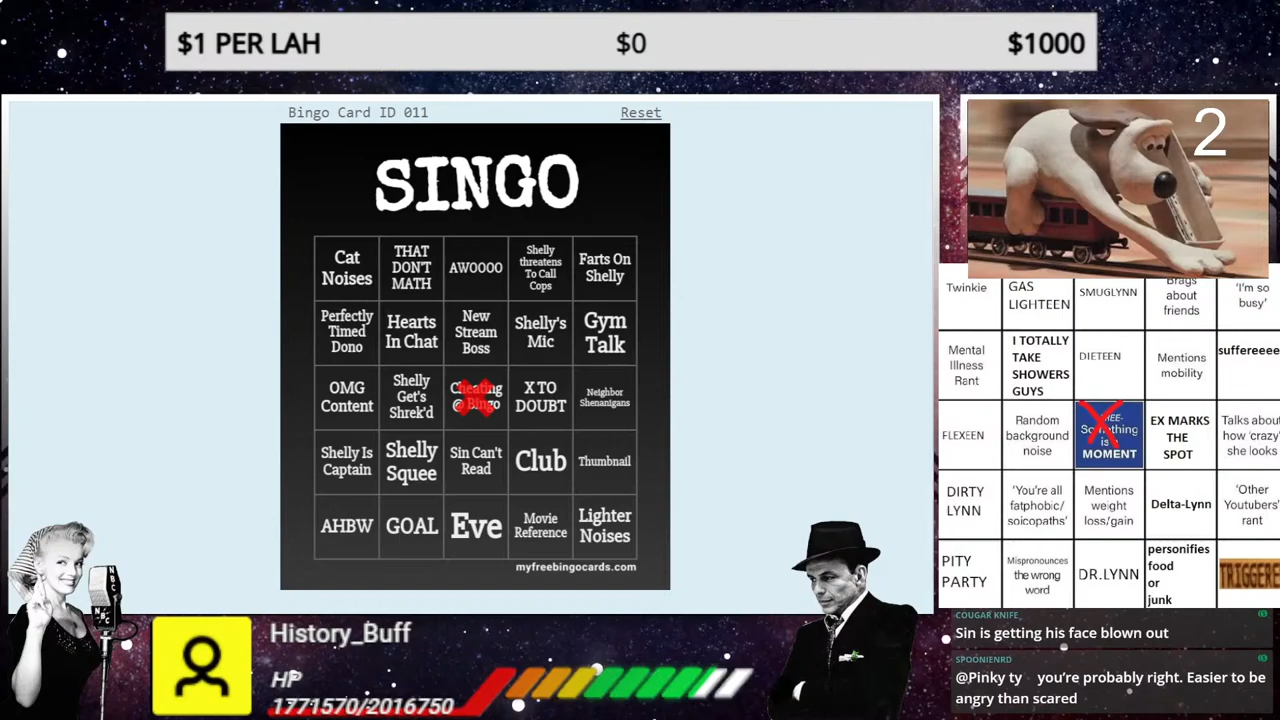 $1 PER LAH
$0
$1000
Bingo Card ID 011
Reset
SINGO
Cat
Noises
THAT
DON'T
MATH
AWOOOO
Shelly
threatens
To Call
Cops
Farts On
Shelly
Perfectly
Timed
Dono
Hearts
In Chat
New
Stream
Boss
Shelly's
Mic
Gym
Talk
OMG
Content
Shelly
Get's
Shrek'd
Cheating
@ Bingo
X TO
DOUBT
Neighbor
Shenanigans
Shelly Is
Captain
Shelly
Squee
Sin Can't
Read
Club
Thumbnail
AHBW
GOAL
Eve
Movie
Reference
Lighter
Noises
myfreebingocards.com
2
Twinkie
GAS
LIGHTEEN
SMUGLYNN
Brags
about
friends
'I'm so
busy'
Mental
Illness
Rant
I TOTALLY
TAKE
SHOWERS
GUYS
DIETEEN
Mentions
mobility
suffereeee
FLEXEEN
Random
background
noise
Something
is
MOMENT
EX MARKS
THE
SPOT
Talks about
how 'crazy'
she looks
DIRTY
LYNN
'You're all
fatphobic/
soicopaths'
Mentions
weight
loss/gain
Delta-Lynn
'Other
Youtubers'
rant
PITY
PARTY
Mispronounces
the wrong
word
DR.LYNN
personifies
food
or
junk
TRIGGERE
NBC
NBC
History_Buff
HP
1771570/2016750
COUGAR KNIFE
Sin is getting his face blown out
SPOONIENRD
@Pinky ty you're probably right. Easier to
be angry than scared